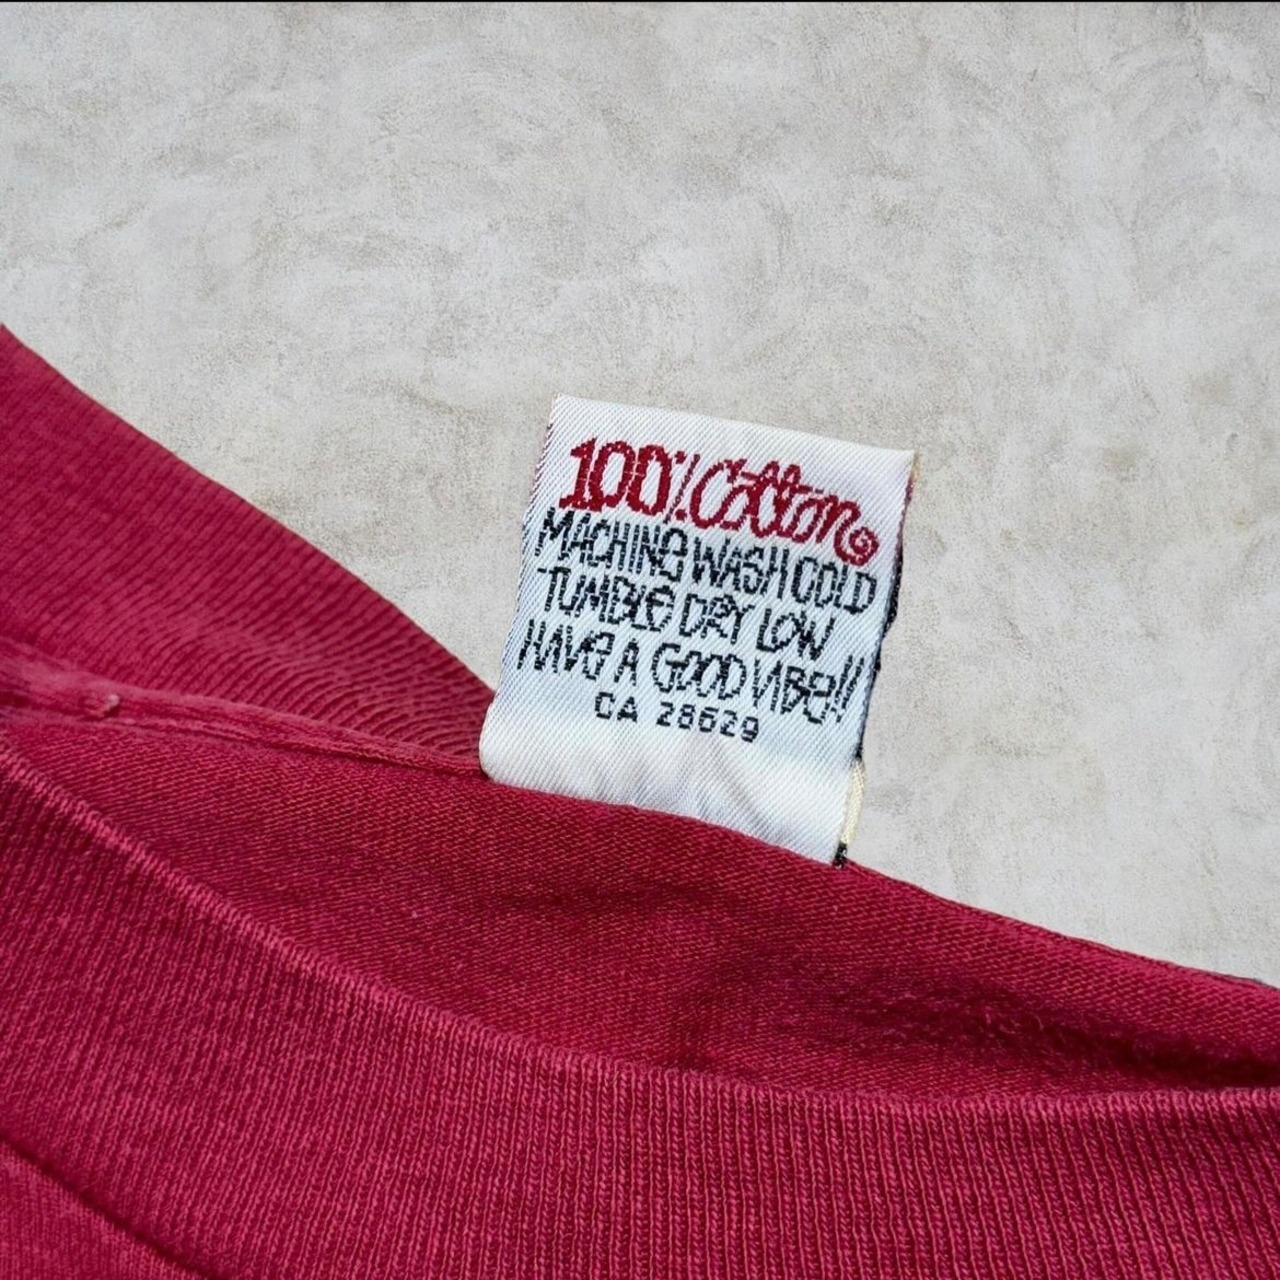 100% Cotton
MACHINE WASH COLD
TUMBLE DRY LOW
HAVE A GOOD VIBE!!
CA 28629